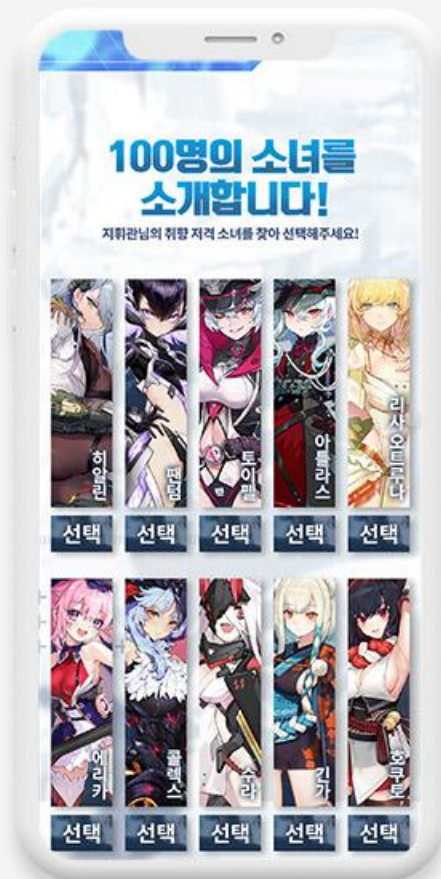 100명의 소녀를
소개합니다!
지휘관님의 취향 저격 소녀를 찾아 선택해주세요!
히알린
팬텀
토이펠
아틀라스
리사 오트루나
선택
선택
선택
선택
선택
에리카
콜렉스
수라
긴가
호쿠토
선택
선택
선택
선택
선택